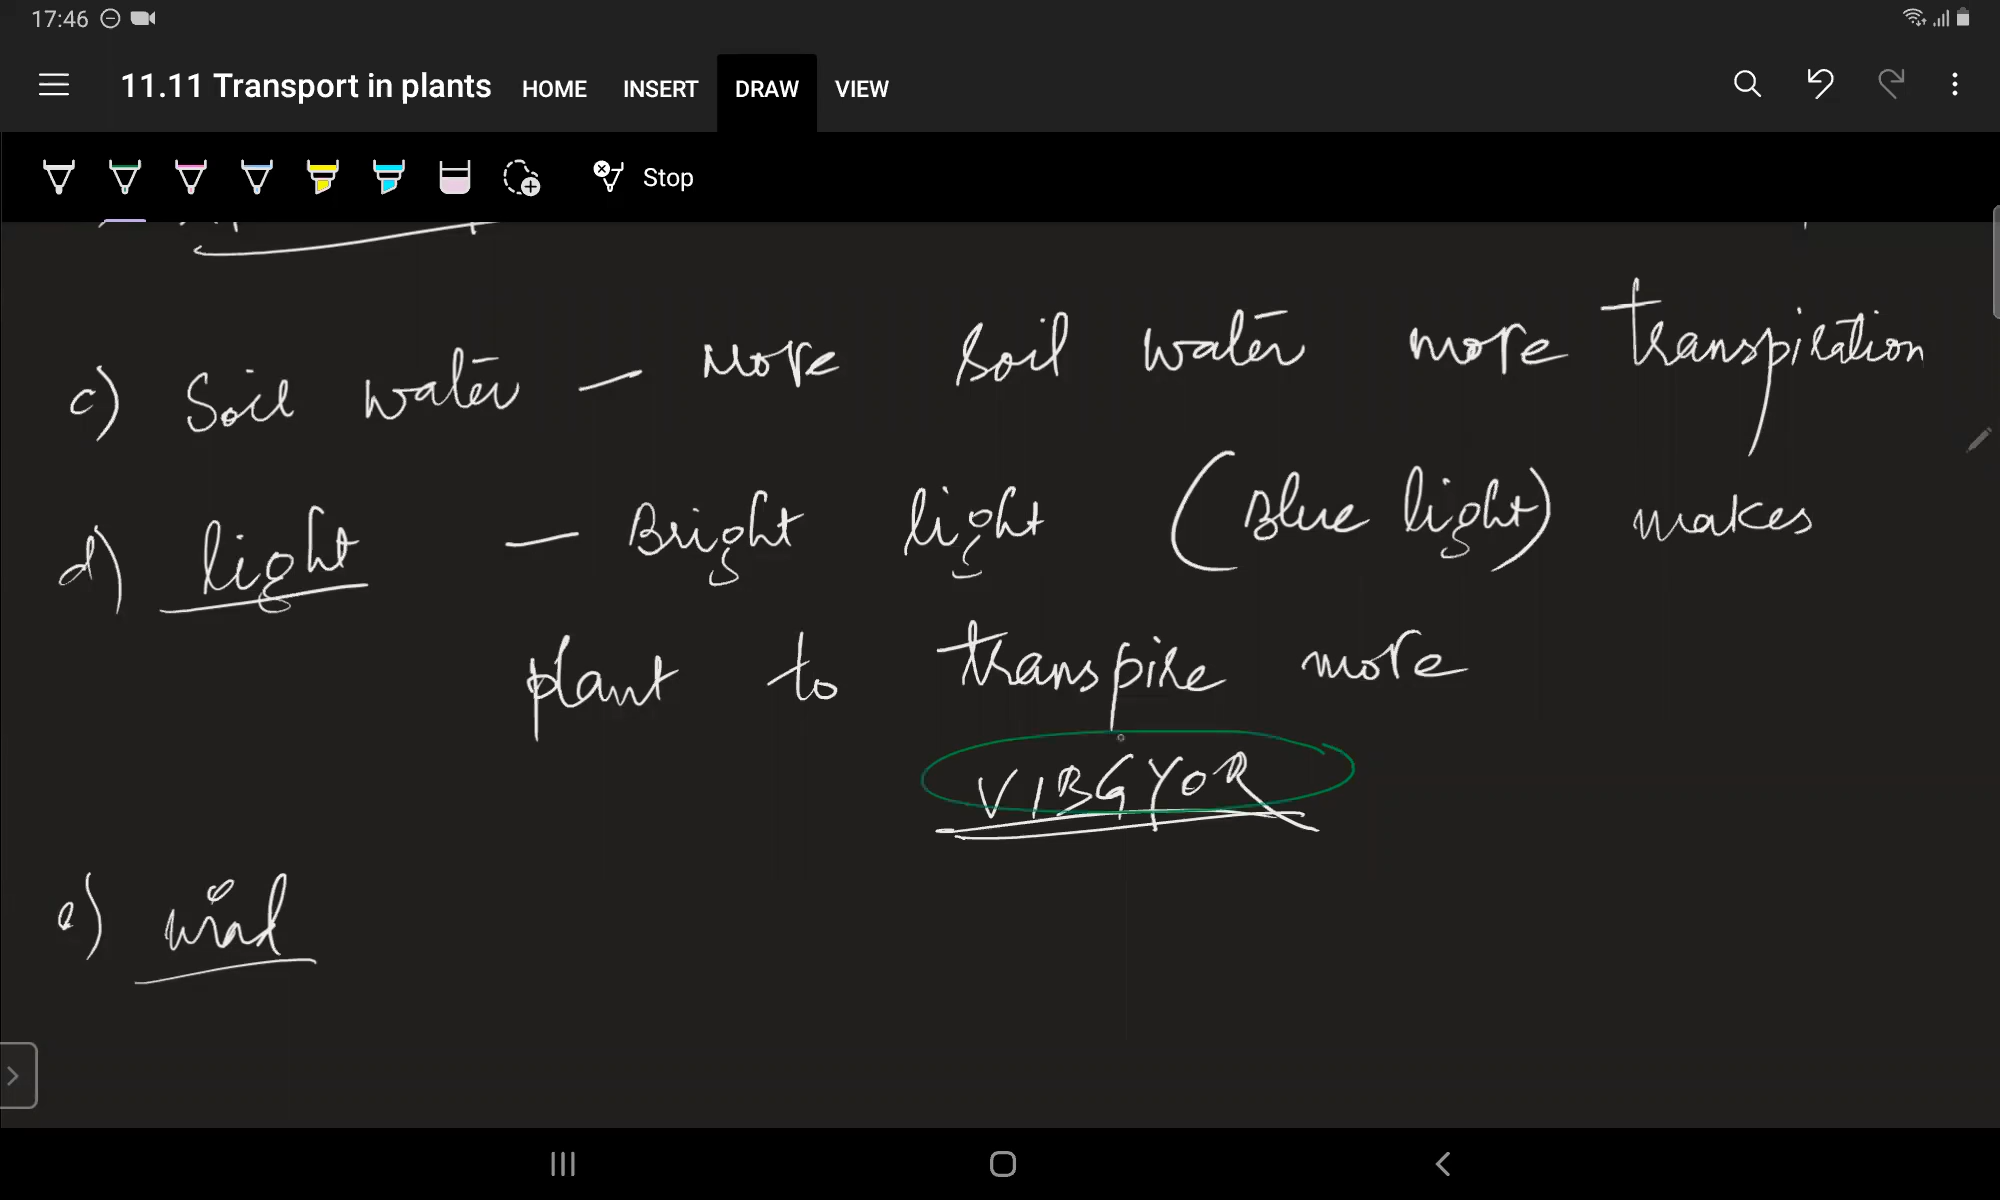 17:46
11.11 Transport in plants HOME INSERT DRAW VIEW
Stop
c) Soil water — More soil water more transpiration
d) light — Bright light (Blue light) makes
plant to transpire more
VIBGYOR
e) wind